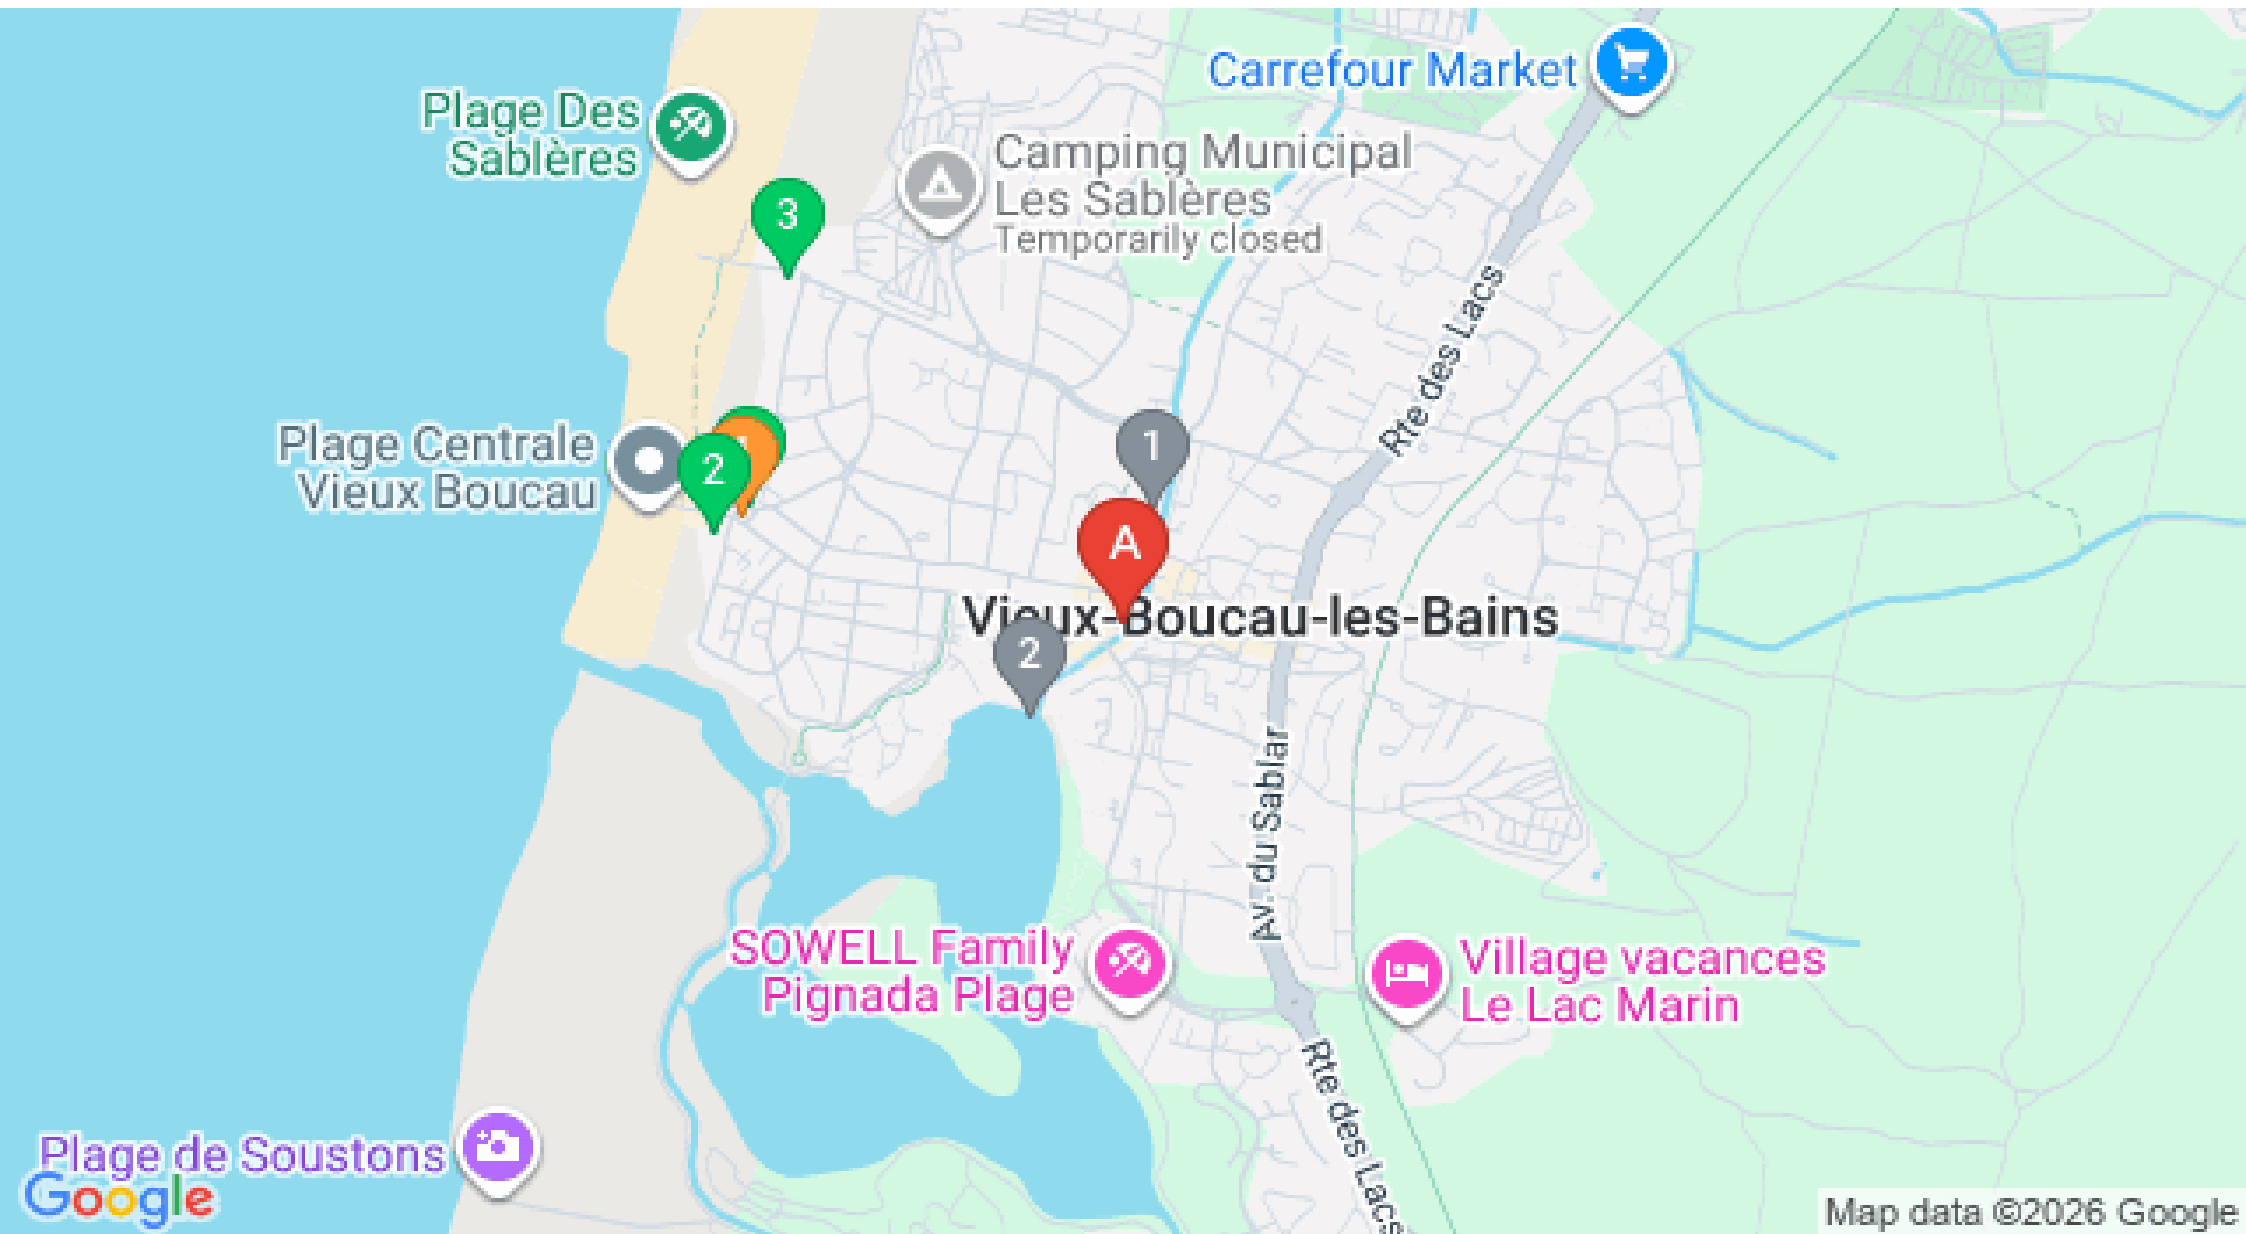 Carrefour Market
Plage Des
Sablères
Camping Municipal
Les Sablères
Temporarily closed
3
Rte des Lacs
Plage Centrale
Vieux Boucau
2
1
A
Vieux-Boucau-les-Bains
2
Av. du Sablar
SOWELL Family
Pignada Plage
Village vacances
Le Lac Marin
Rte des Lacs
Plage de Soustons
Google
Map data ©2026 Google